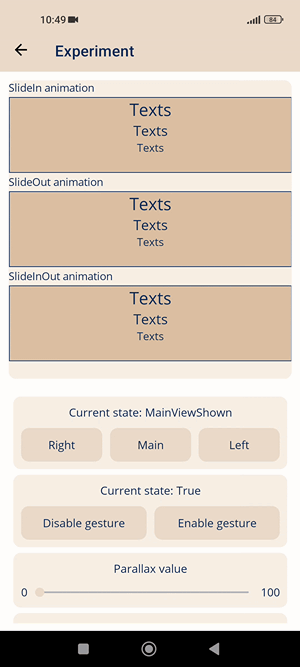 10:49
84
Experiment
SlideIn animation
Texts
Texts
Texts
SlideOut animation
Texts
Texts
Texts
SlideInOut animation
Texts
Texts
Texts
Current state: MainViewShown
Right Main Left
Current state: True
Disable gesture Enable gesture
Parallax value
0 100